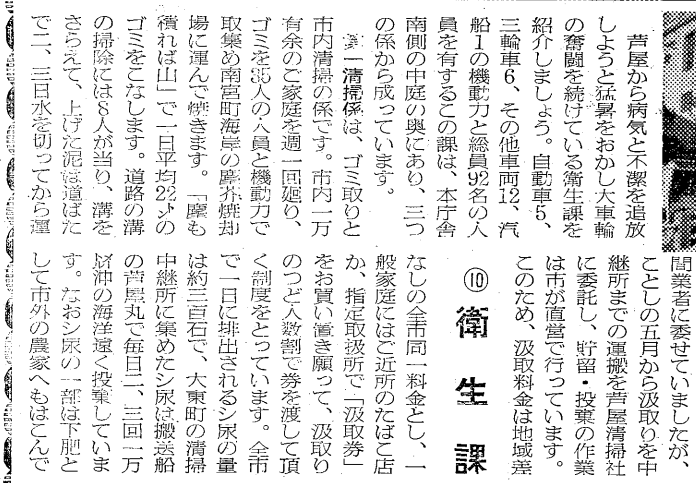 芦屋から病気と不潔を追放
しようと猛暑をおかし大車輪
の奮闘を続けている衛生課を
紹介しましょう。自動車5、
三輪車6、その他車両12、汽
船1の機動力と総員92名の人
員を有するこの課は、本庁舎
南側の中庭の奥にあり、三つ
の係から成っています。
第一清掃係は、ゴミ取りと
市内清掃の係です。市内一万
有余のご家庭を週一回廻り、
ゴミを35人の人員と機動力で
取集め南宮町海岸の塵芥焼却
場に運んで焼きます。「塵も
積れば山」で一日平均22トンの
ゴミをこなします。道路の溝
の掃除には8人が当り、溝を
さらえて、上げた泥は道ばた
で二、三日水を切ってから運
⑩衛生課
間業者に委せていましたが、
ことしの五月から汲取りを中
継所までの運搬を芦屋清掃社
に委託し、貯留・投棄の作業
は市が直営で行っています。
このため、汲取料金は地域差
なしの全市同一料金とし、一
般家庭にはご近所のたばこ店
か、指定取扱所で「汲取券」
をお買い置き願って、汲取り
のつど人数割で券を渡して頂
く制度をとっています。全市
で一日に排出されるシ尿の量
は約三百石で、大東町の清掃
中継所に集めたシ尿は搬送船
の芦屋丸で毎日二、三回一万
沖の海洋遠く投棄していま
す。なおシ尿の一部は下肥と
して市外の農家へもはこんで